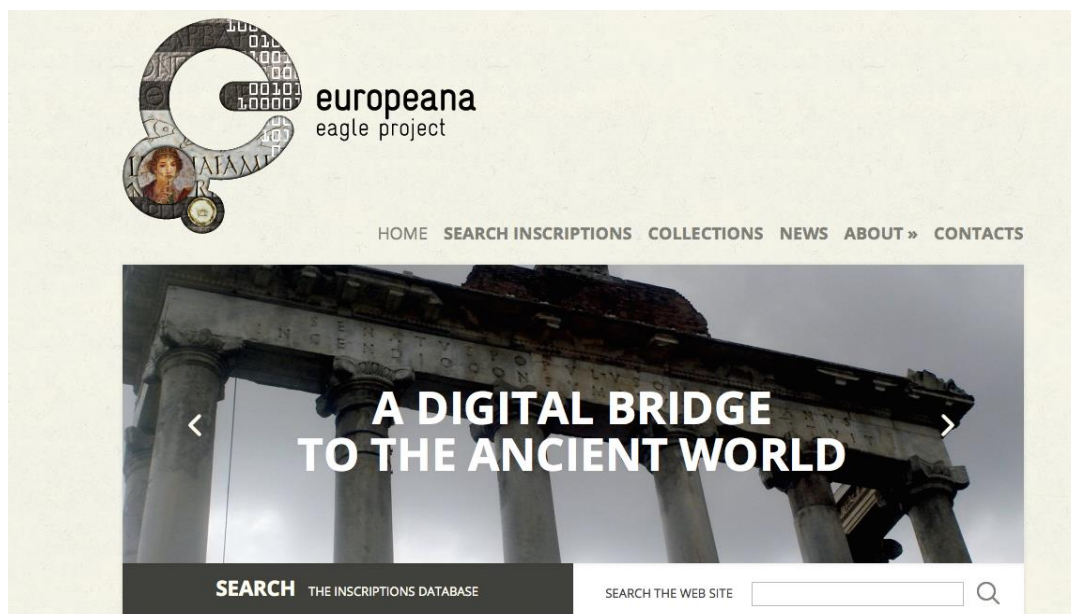 europeana
eagle project
HOME SEARCH INSCRIPTIONS COLLECTIONS NEWS ABOUT » CONTACTS
A DIGITAL BRIDGE
TO THE ANCIENT WORLD
SEARCH THE INSCRIPTIONS DATABASE
SEARCH THE WEB SITE